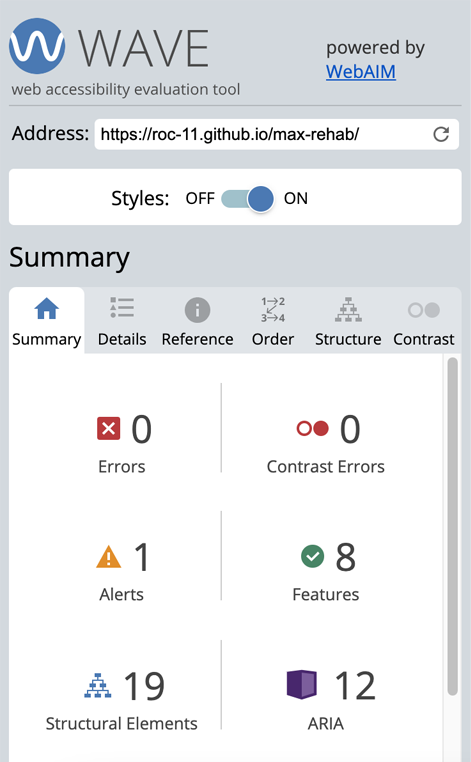 WAVE
powered by
WebAIM
web accessibility evaluation tool
Address: https://roc-11.github.io/max-rehab/
Styles: OFF ON
Summary
1→2
3→4
Summary Details Reference Order Structure Contrast
0 0
Errors Contrast Errors
1 8
Alerts Features
19 12
Structural Elements ARIA